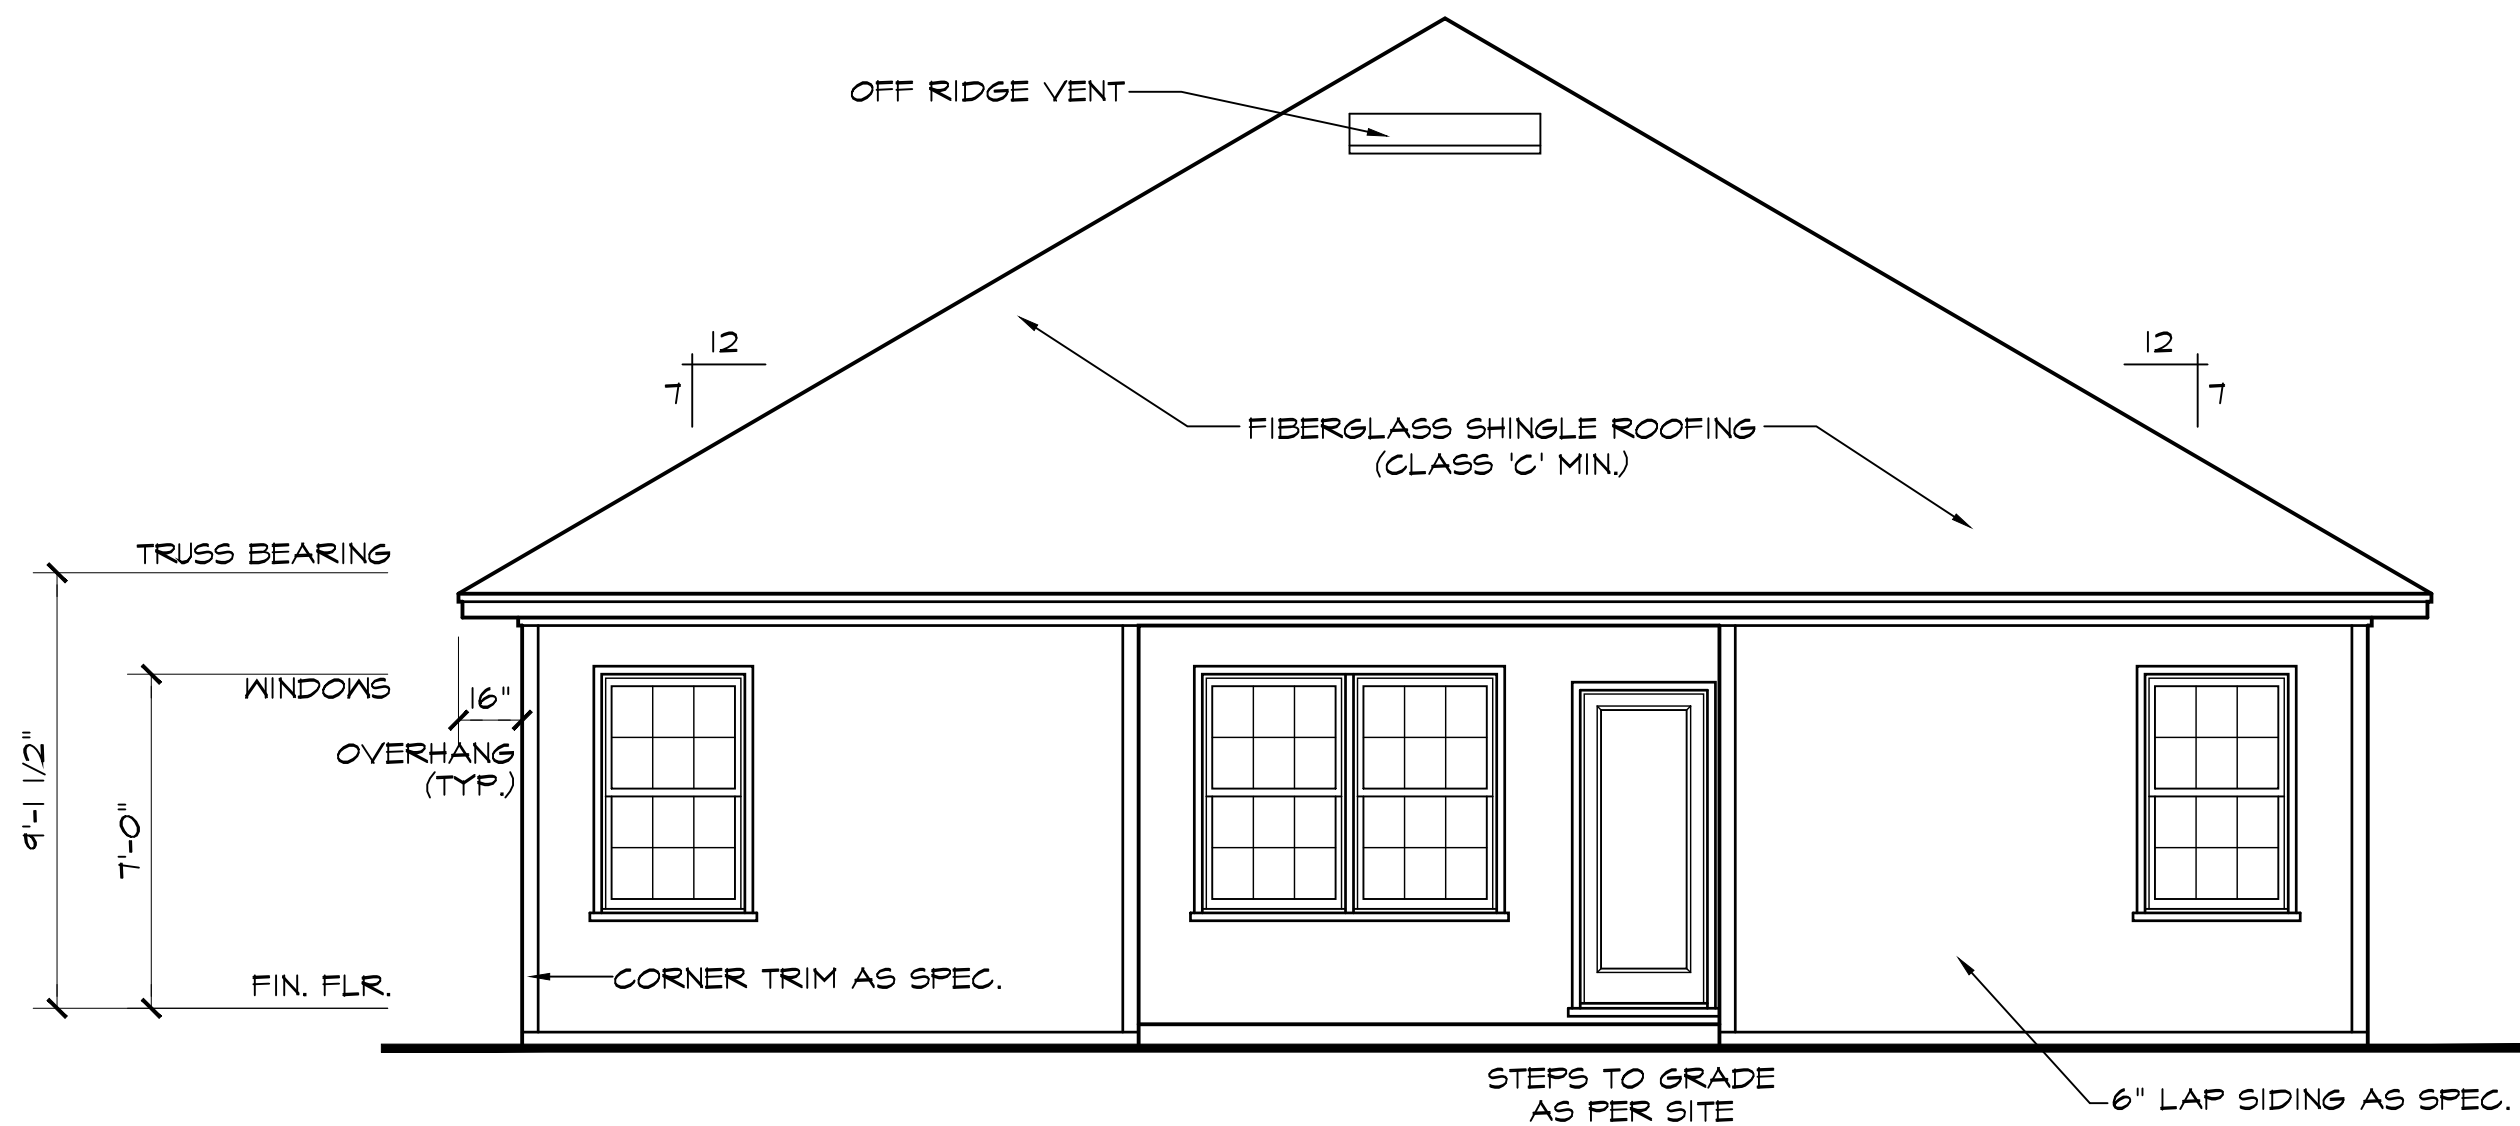 OFF RIDGE VENT
12
7
12
7
FIBERGLASS SHINGLE ROOFING
(CLASS 'C' MIN.)
TRUSS BEARING
WINDOWS
16"
OVERHANG
(TYP.)
9'-1 1/2"
7'-0"
FIN. FLR.
CORNER TRIM AS SPEC.
STEPS TO GRADE
AS PER SITE
6" LAP SIDING AS SPEC.